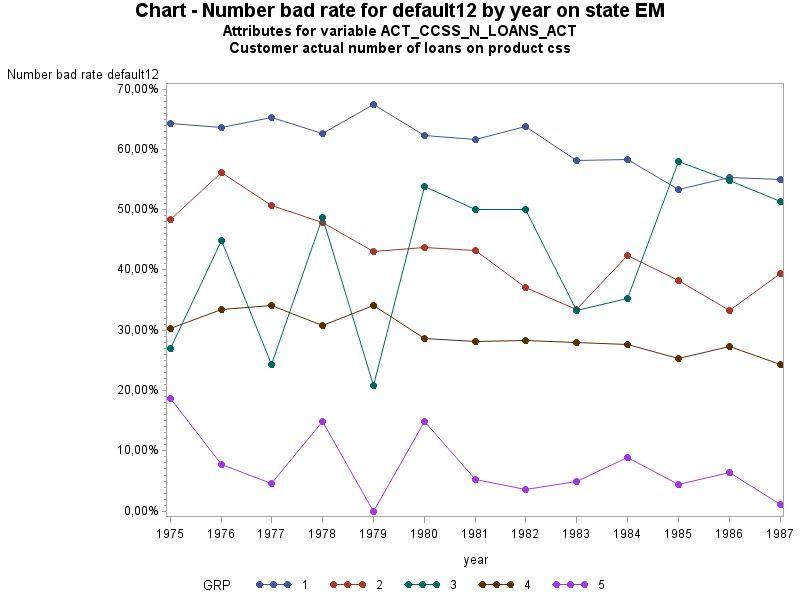 Chart - Number bad rate for default12 by year on state EM
Attributes for variable ACT_CCSS_N_LOANS_ACT
Customer actual number of loans on product css
Number bad rate default12
70,00%
60,00%
50,00%
40,00%
30,00%
20,00%
10,00%
0,00%
1975 1976 1977 1978 1979 1980 1981 1982 1983 1984 1985 1986 1987
year
GRP 1 2 3 4 5